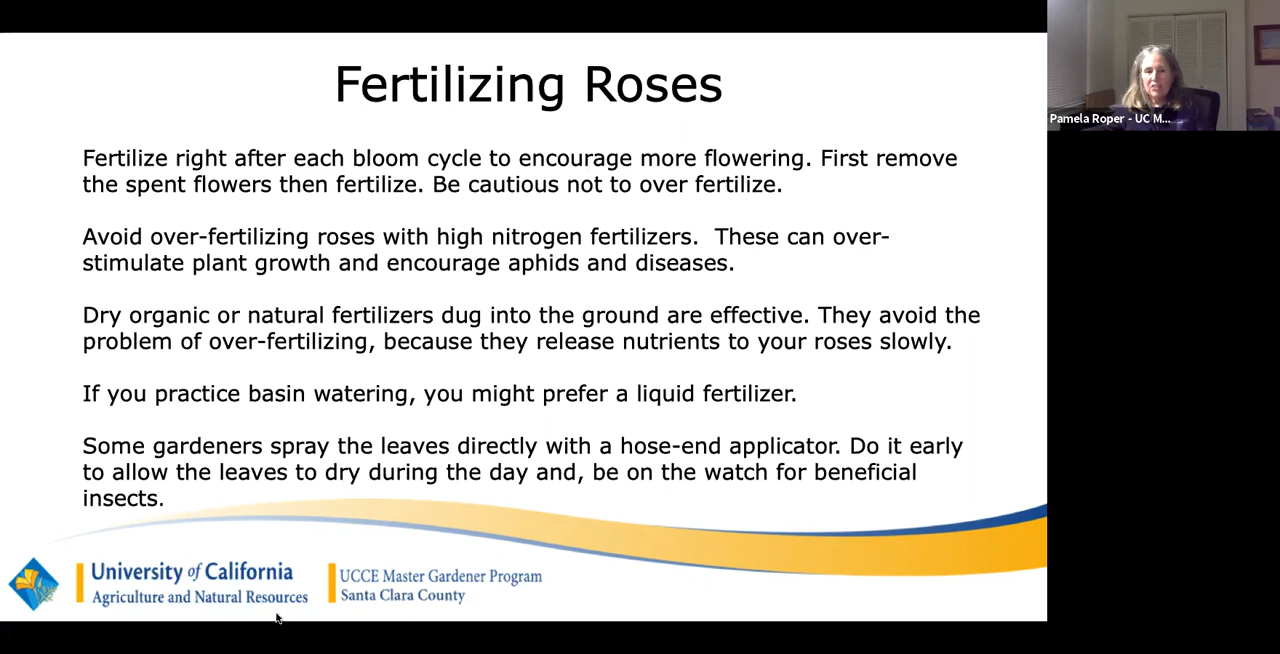 Fertilizing Roses
Fertilize right after each bloom cycle to encourage more flowering. First remove
the spent flowers then fertilize. Be cautious not to over fertilize.
Avoid over-fertilizing roses with high nitrogen fertilizers.  These can over-
stimulate plant growth and encourage aphids and diseases.
Dry organic or natural fertilizers dug into the ground are effective. They avoid the
problem of over-fertilizing, because they release nutrients to your roses slowly.
If you practice basin watering, you might prefer a liquid fertilizer.
Some gardeners spray the leaves directly with a hose-end applicator. Do it early
to allow the leaves to dry during the day and, be on the watch for beneficial
insects.
University of California
Agriculture and Natural Resources
UCCE Master Gardener Program
Santa Clara County
Pamela Roper - UC M...